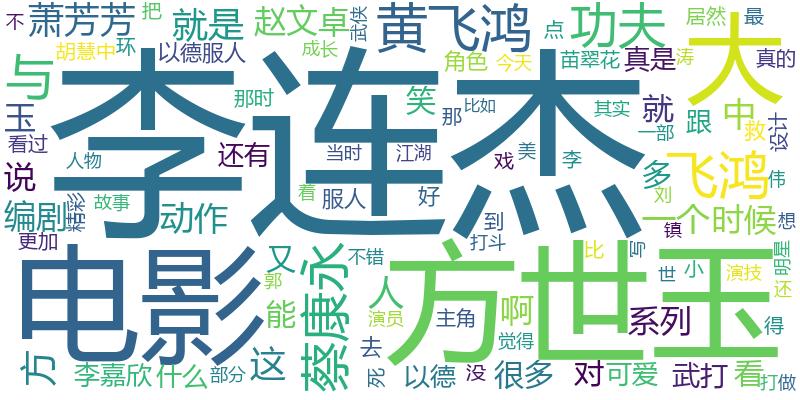 不 萧芳芳 把 就是 赵文卓 武侠 黄飞鸿 点 功夫 居然 最 大
胡慧中 环 以德服人 成长 角色 今天 苗翠花 真是 涛 真的
与 玉 那时 笑 那 比如 其实 就 跟 中 救 设计
看过 人物 还有 当时 江湖 戏 美 李 一部 多 飞鸿 伟
李连杰
说 精彩 故事 着 服人 好 刘
编剧 动作 到 打斗 镇 一个 时候 想
更加 电影 又 不错 方世玉 比 写 世 小 演技 明星 还
郭 能 蔡康永 人 演员 主角 啊 觉得 系列 得
方 李嘉欣 什么 部分 这 去 死 以德 没 很多 对 可爱 武打 看 打 做